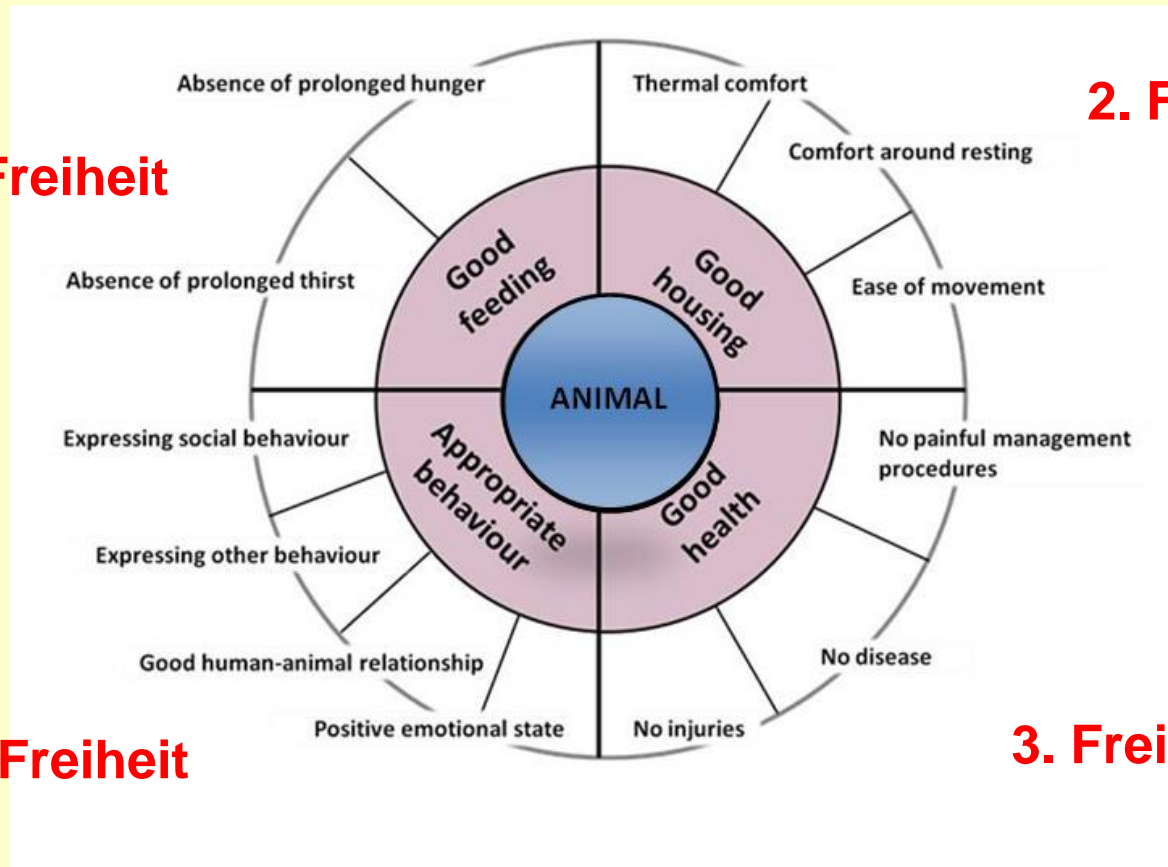 Absence of prolonged hunger
Thermal comfort
2. F
Comfort around resting
Freiheit
Good
feeding
Good
housing
Absence of prolonged thirst
Ease of movement
ANIMAL
Expressing social behaviour
Appropriate
behaviour
Good
health
No painful management
procedures
Expressing other behaviour
Good human-animal relationship
No disease
Positive emotional state
No injuries
Freiheit
3. Frei